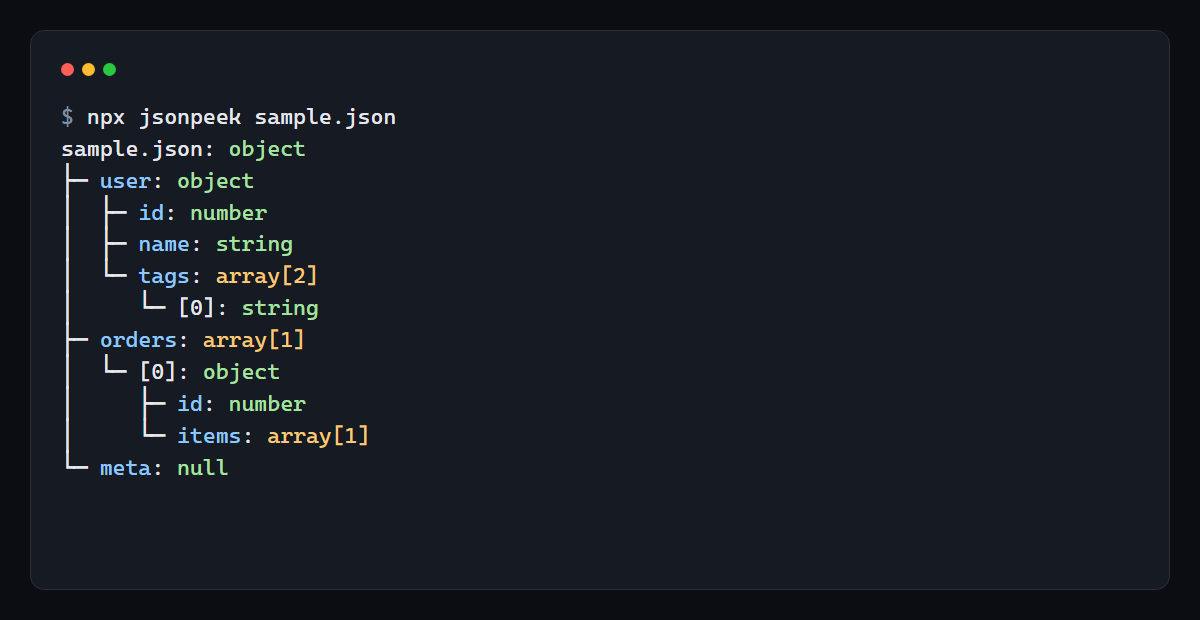 $ npx jsonpeek sample.json
sample.json: object
├─ user: object
│  ├─ id: number
│  ├─ name: string
│  └─ tags: array[2]
│     └─ [0]: string
├─ orders: array[1]
│  └─ [0]: object
│     ├─ id: number
│     └─ items: array[1]
└─ meta: null